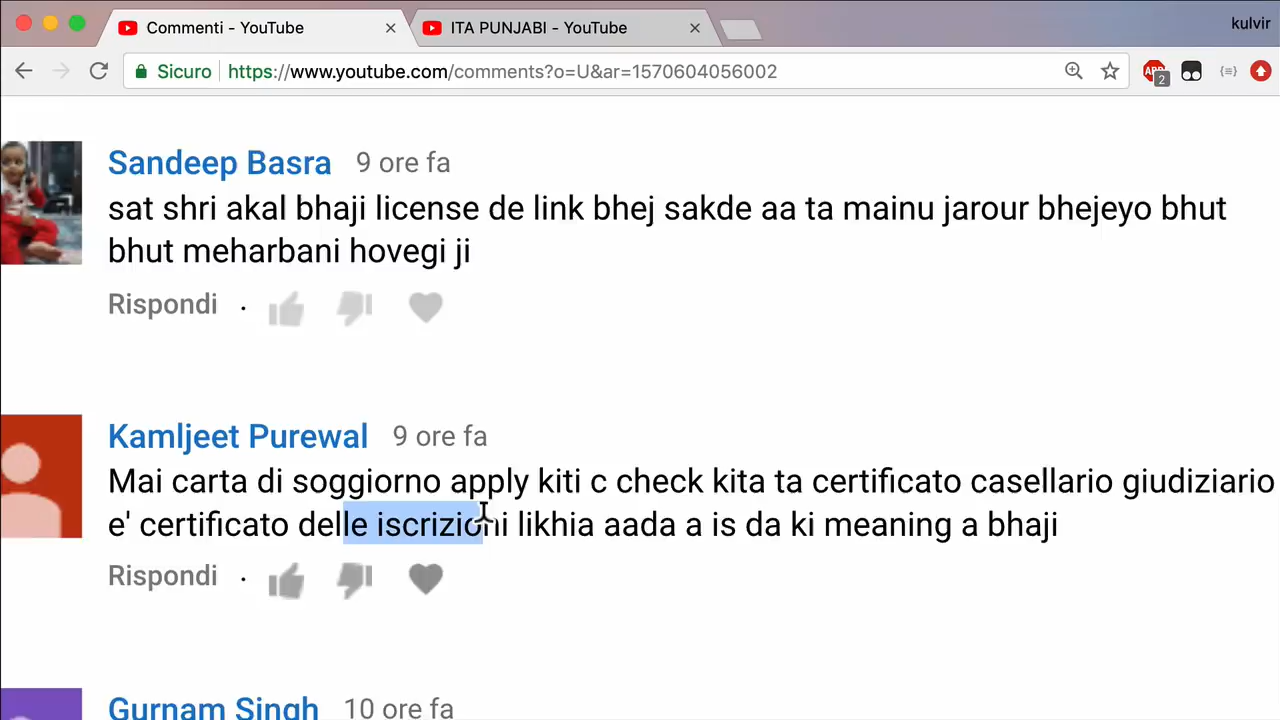 Commenti - YouTube
ITA PUNJABI - YouTube
kulvir
Sicuro
https://www.youtube.com/comments?o=U&ar=1570604056002
ABP
2
Sandeep Basra 9 ore fa
sat shri akal bhaji license de link bhej sakde aa ta mainu jarour bhejeyo bhut
bhut meharbani hovegi ji
Rispondi
Kamljeet Purewal 9 ore fa
Mai carta di soggiorno apply kiti c check kita ta certificato casellario giudiziario
e' certificato delle iscrizioni likhia aada a is da ki meaning a bhaji
Rispondi
Gurnam Singh 10 ore fa